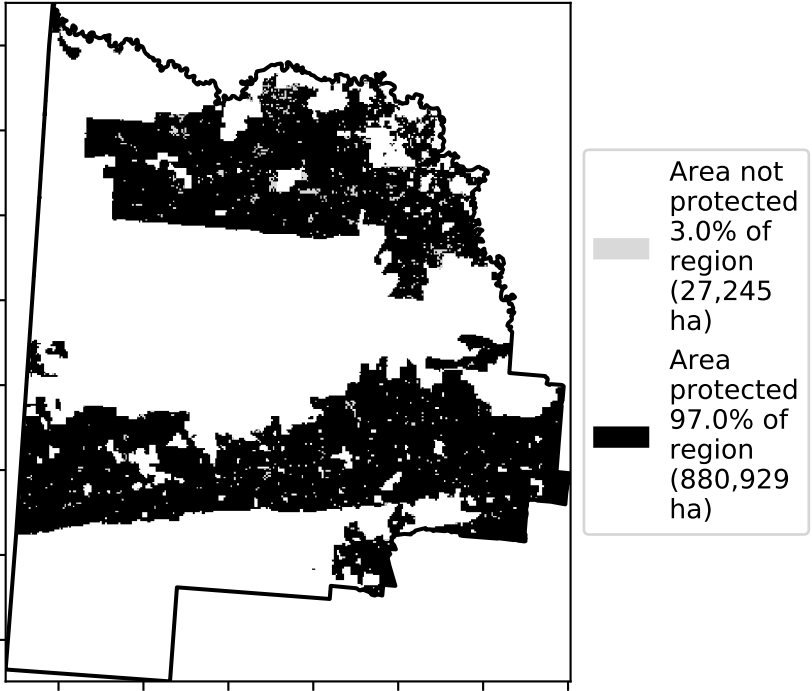 Area not
protected
3.0% of
region
(27,245
ha)
Area
protected
97.0% of
region
(880,929
ha)